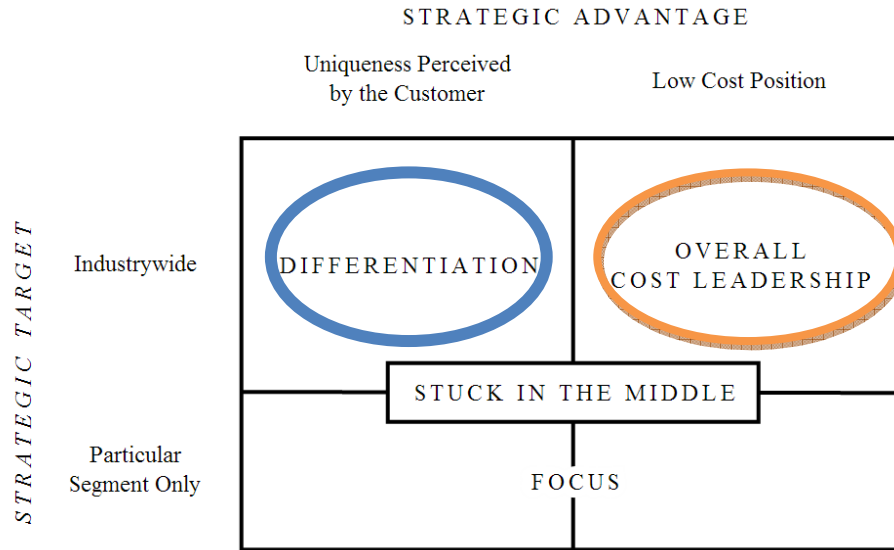 STRATEGIC ADVANTAGE
Uniqueness Perceived
by the Customer
Low Cost Position
STRATEGIC TARGET
Industrywide
DIFFERENTIATION
OVERALL
COST LEADERSHIP
STUCK IN THE MIDDLE
Particular
Segment Only
FOCUS